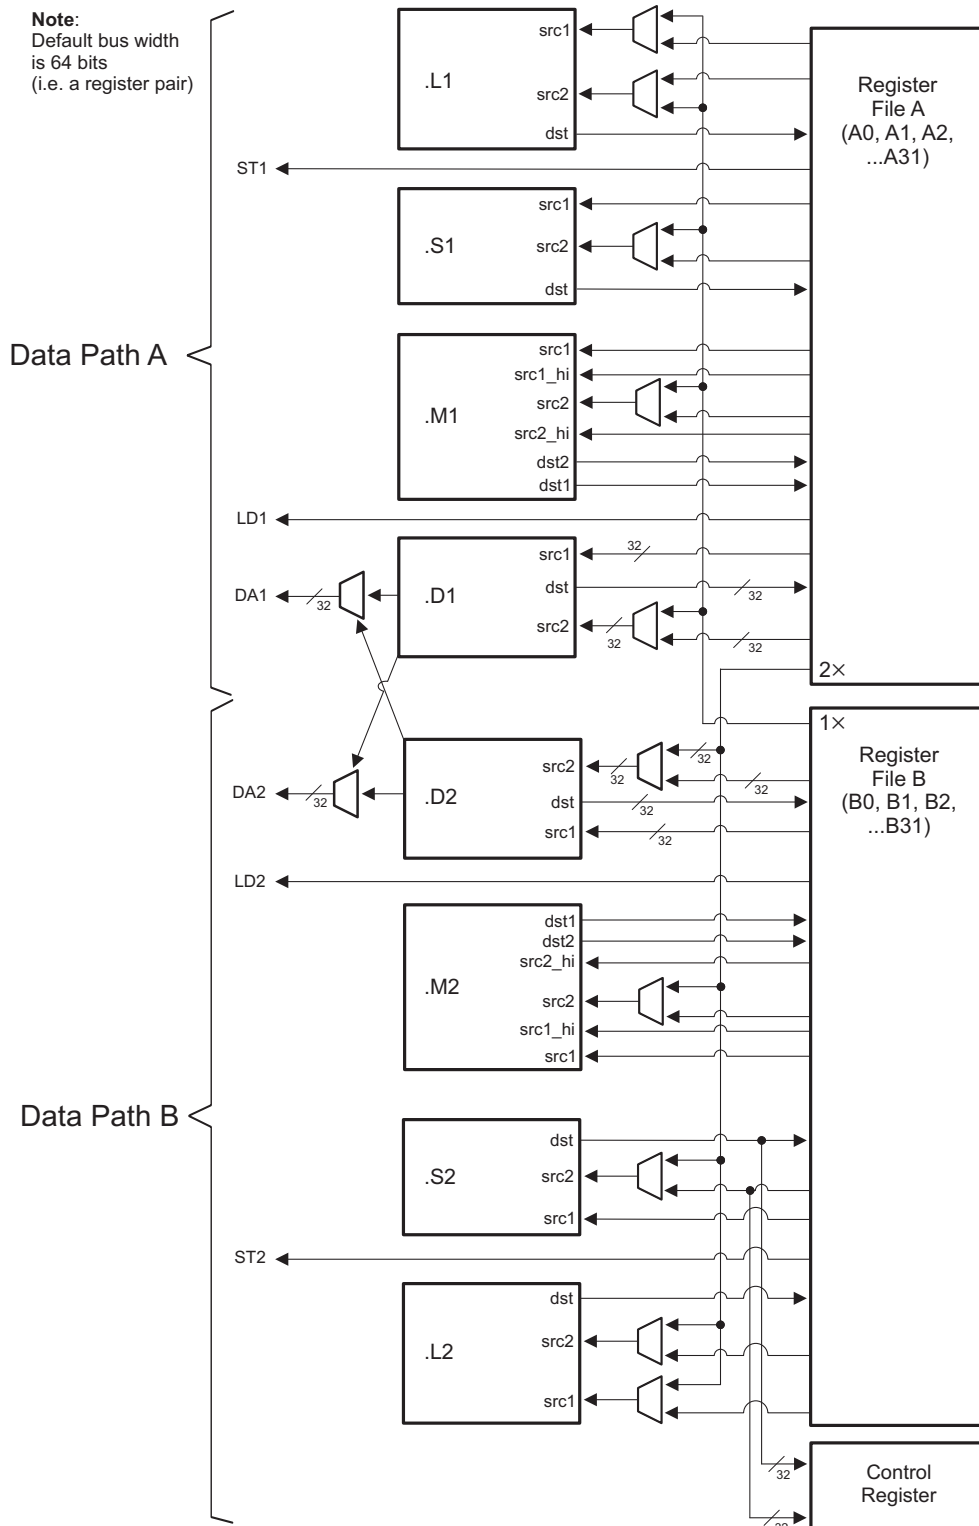 Note:
Default bus width
is 64 bits
(i.e. a register pair)
src1
.L1
src2
dst
Register
File A
(A0, A1, A2,
...A31)
ST1
src1
.S1
src2
dst
Data Path A
src1
src1_hi
.M1
src2
src2_hi
dst2
dst1
LD1
src1
32
.D1
dst
32
DA1
32
src2
32
32
2×
1×
Register
File B
(B0, B1, B2,
...B31)
src2
32
32
32
DA2
32
.D2
dst
32
src1
32
LD2
dst1
dst2
src2_hi
.M2
src2
src1_hi
src1
Data Path B
dst
.S2
src2
src1
ST2
dst
.L2
src2
src1
32
Control
Register
32